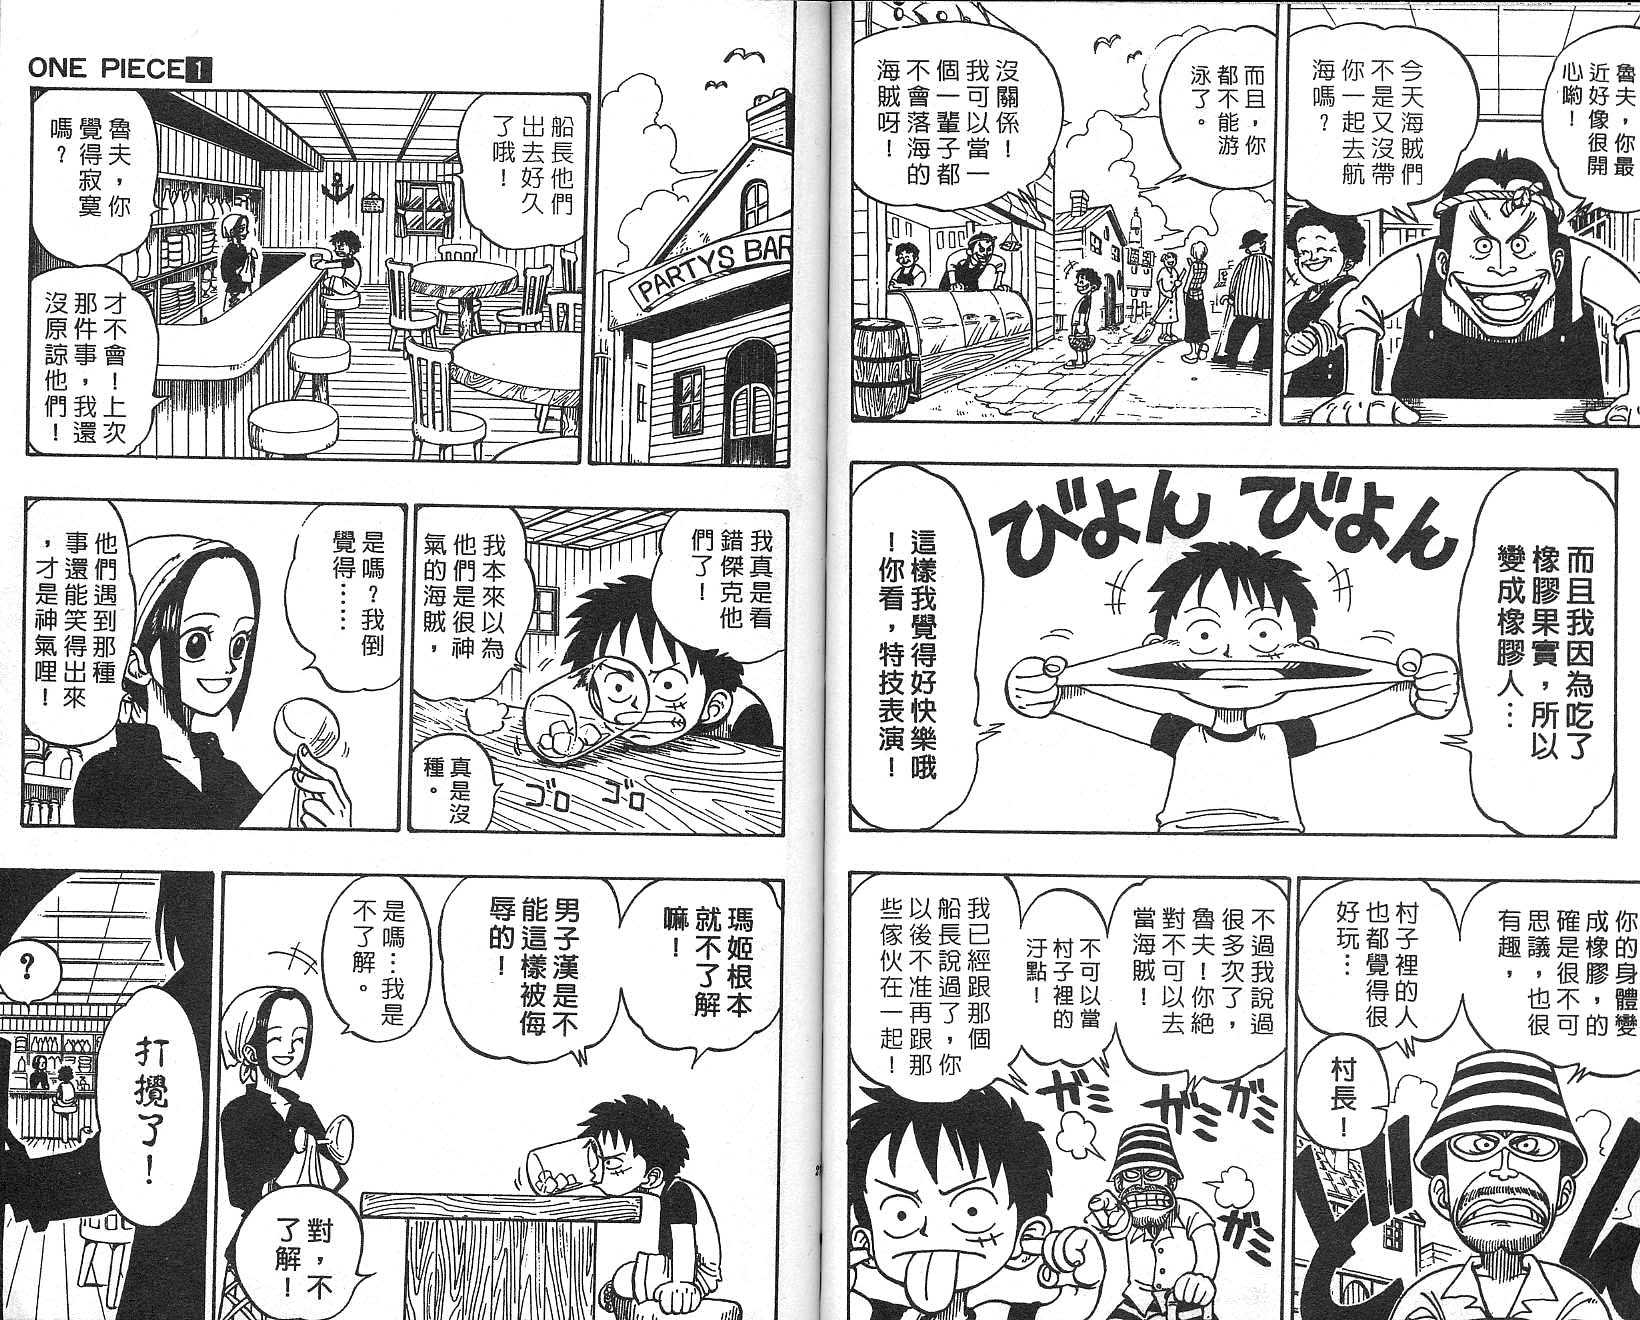 魯夫，你最
近好像很開
心喲！
今天海賊們
不是又沒帶
你一起去航
海嗎？
而且，你
都不能游
泳了。
沒關係！
我可以當一
個一輩子都
不會落海的
海賊呀！
而且我因為吃了
橡膠果實，所以
變成橡膠人…
びよん びよん
這樣我覺得好快樂哦
！你看，特技表演！
你的身體變
成橡膠，的
確是很不可
思議，也很
有趣，
村子裡的人
也都覺得很
好玩…
村長！
不過我說過
很多次了，
魯夫！你絕
對不可以去
當海賊！
不可以當
村子裡的
汙點！
ガミ
ガミ
ガミ
ガミ
我已經跟那個
船長說過了，你
以後不准再跟那
些傢伙在一起！
ONE PIECE 1
PARTYS BAR
船長他們
出去好久
了哦！
魯夫，你
覺得寂寞
嗎？
才不會！上次
那件事，我還
沒原諒他們！
我真是看
錯傑克他
們了！
我本來以為
他們是很神
氣的海賊，
真是沒
種。
ゴロ ゴロ
是嗎？我倒
覺得……
他們遇到那種
事還能笑得出來
，才是神氣哩！
瑪姬根本
就不了解
嘛！
男子漢是不
能這樣被侮
辱的！
是嗎…我是
不了解。
對，不
了解！
？
打攪了！